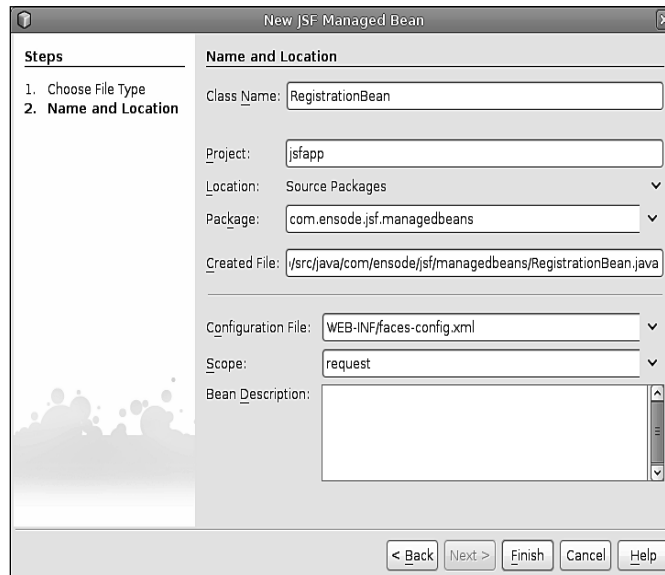 New JSF Managed Bean
Steps
1. Choose File Type
2. Name and Location
Name and Location
Class Name: RegistrationBean
Project: jsfapp
Location: Source Packages
Package: com.ensode.jsf.managedbeans
Created File: /src/java/com/ensode/jsf/managedbeans/RegistrationBean.java
Configuration File: WEB-INF/faces-config.xml
Scope: request
Bean Description:
< Back Next > Finish Cancel Help